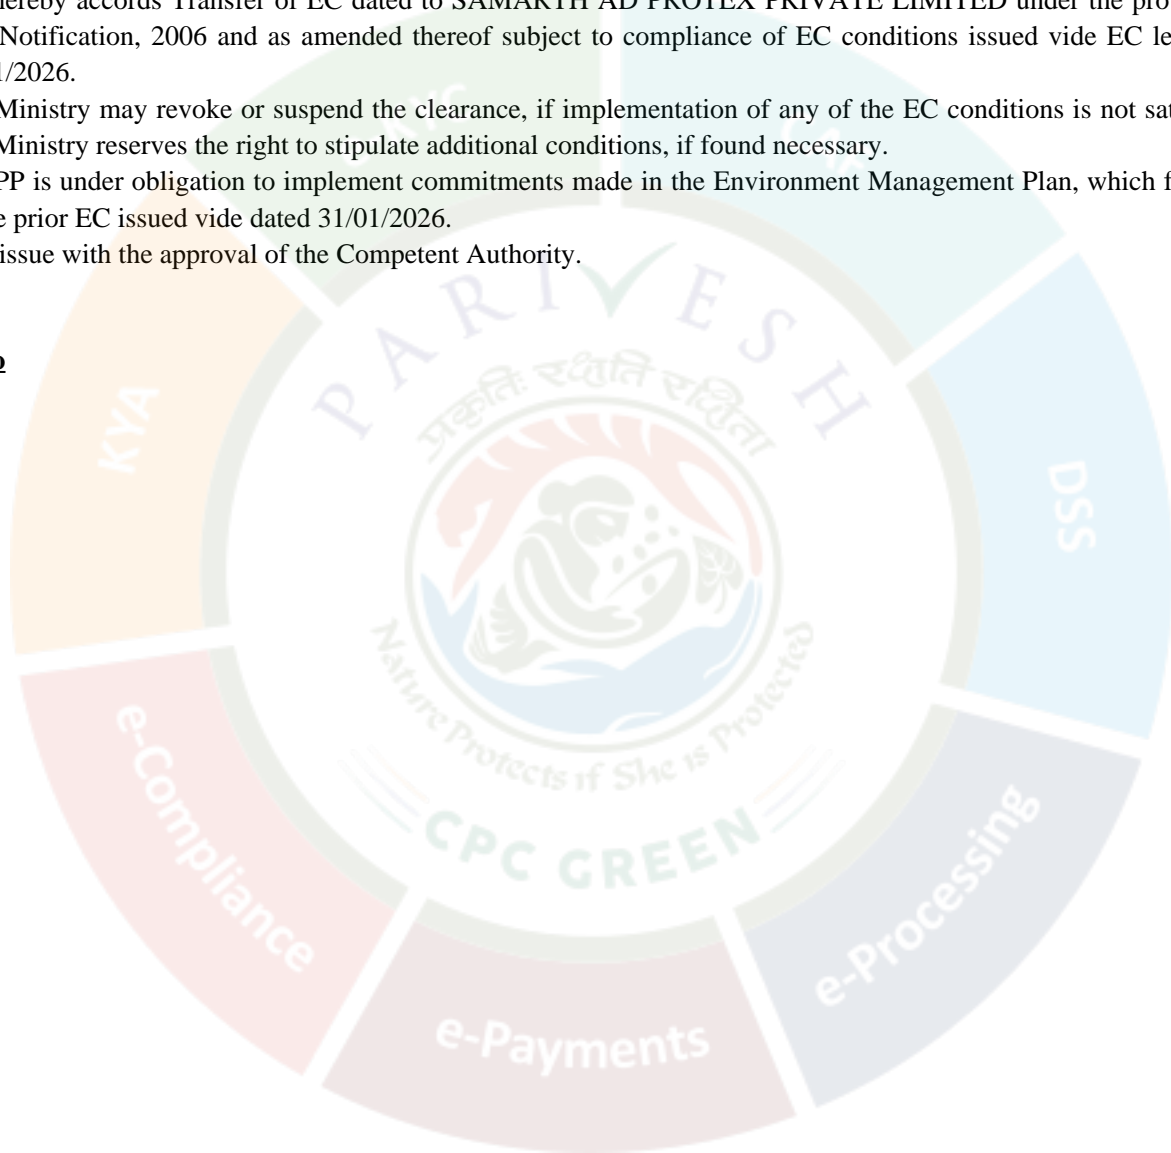 hereby accords Transfer of EC dated to SAMARTH AD PROTEX PRIVATE LIMITED under the pro
Notification, 2006 and as amended thereof subject to compliance of EC conditions issued vide EC le
1/2026.
Ministry may revoke or suspend the clearance, if implementation of any of the EC conditions is not sat
Ministry reserves the right to stipulate additional conditions, if found necessary.
PP is under obligation to implement commitments made in the Environment Management Plan, which f
e prior EC issued vide dated 31/01/2026.
issue with the approval of the Competent Authority.
PARIVESH
प्रकृतिः रक्षति रक्षिता
KYA
DSS
Nature Protects if She is Protected
CPC GREEN
e-Compliance
e-Processing
e-Payments